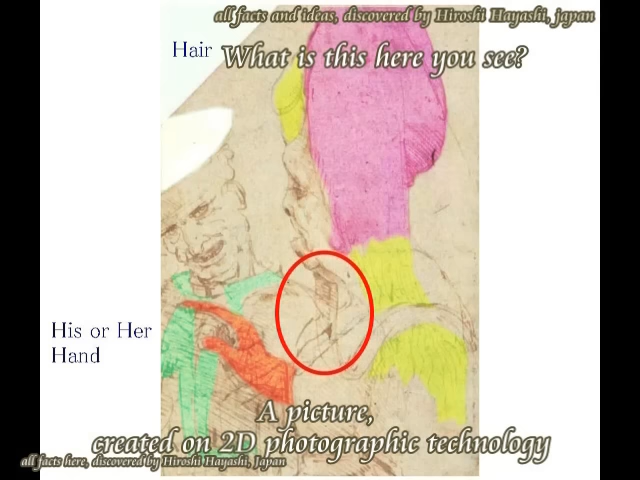 all facts and ideas, discovered by Hiroshi Hayashi, japan
Hair
What is this here you see?
His or Her
Hand
A picture,
created on 2D photographic technology
all facts here, discovered by Hiroshi Hayashi, Japan